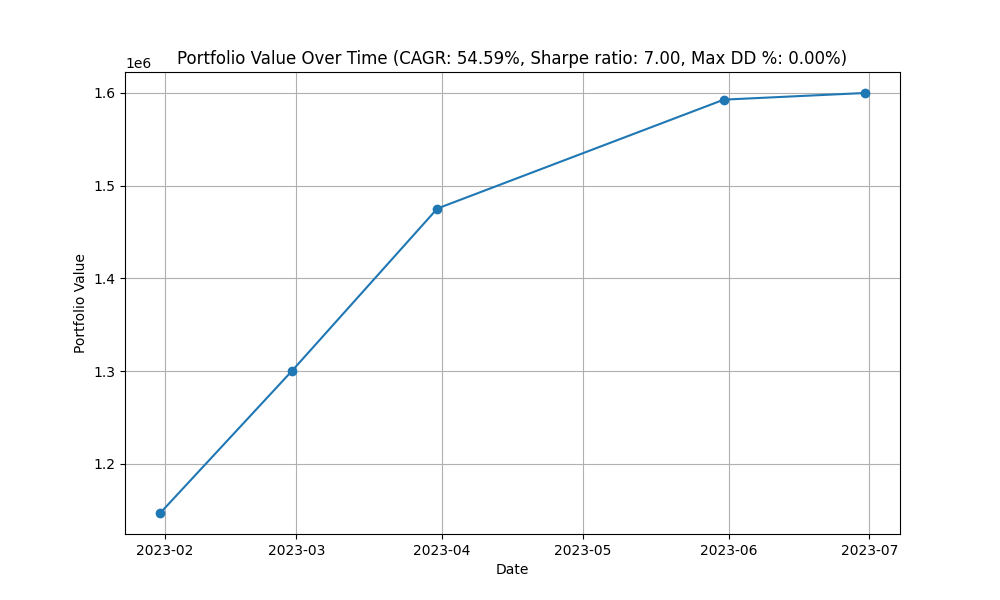 Portfolio Value Over Time (CAGR: 54.59%, Sharpe ratio: 7.00, Max DD %: 0.00%)
1e6
1.6
1.5
1.4
1.3
1.2
Portfolio Value
2023-02 2023-03 2023-04 2023-05 2023-06 2023-07
Date